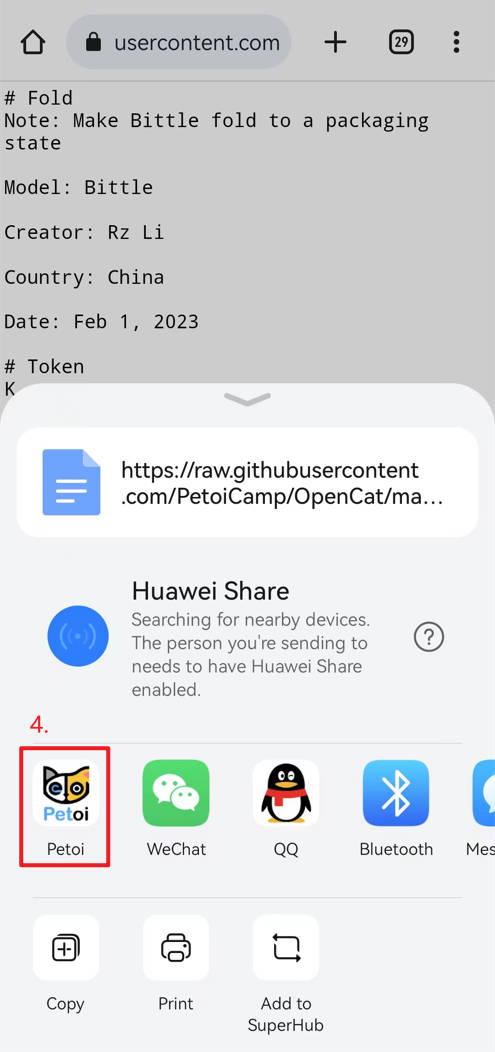 usercontent.com
29
# Fold
Note: Make Bittle fold to a packaging
state
Model: Bittle
Creator: Rz Li
Country: China
Date: Feb 1, 2023
# Token
K
https://raw.githubusercontent
.com/PetoiCamp/OpenCat/ma…
Huawei Share
Searching for nearby devices.
The person you're sending to
needs to have Huawei Share
enabled.
?
4.
Petoi
Petoi
WeChat
QQ
Bluetooth
Mes
Copy
Print
Add to
SuperHub